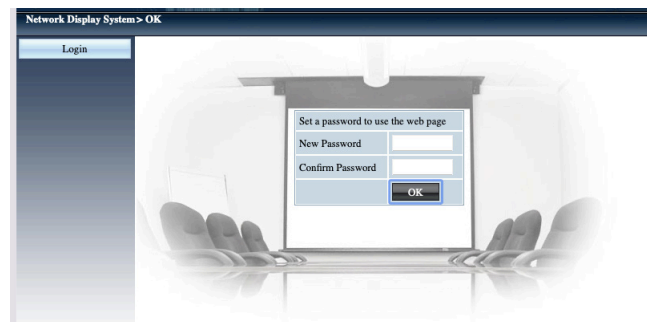 Network Display System> OK
Login
Set a password to use the web page
New Password
Confirm Password
OK